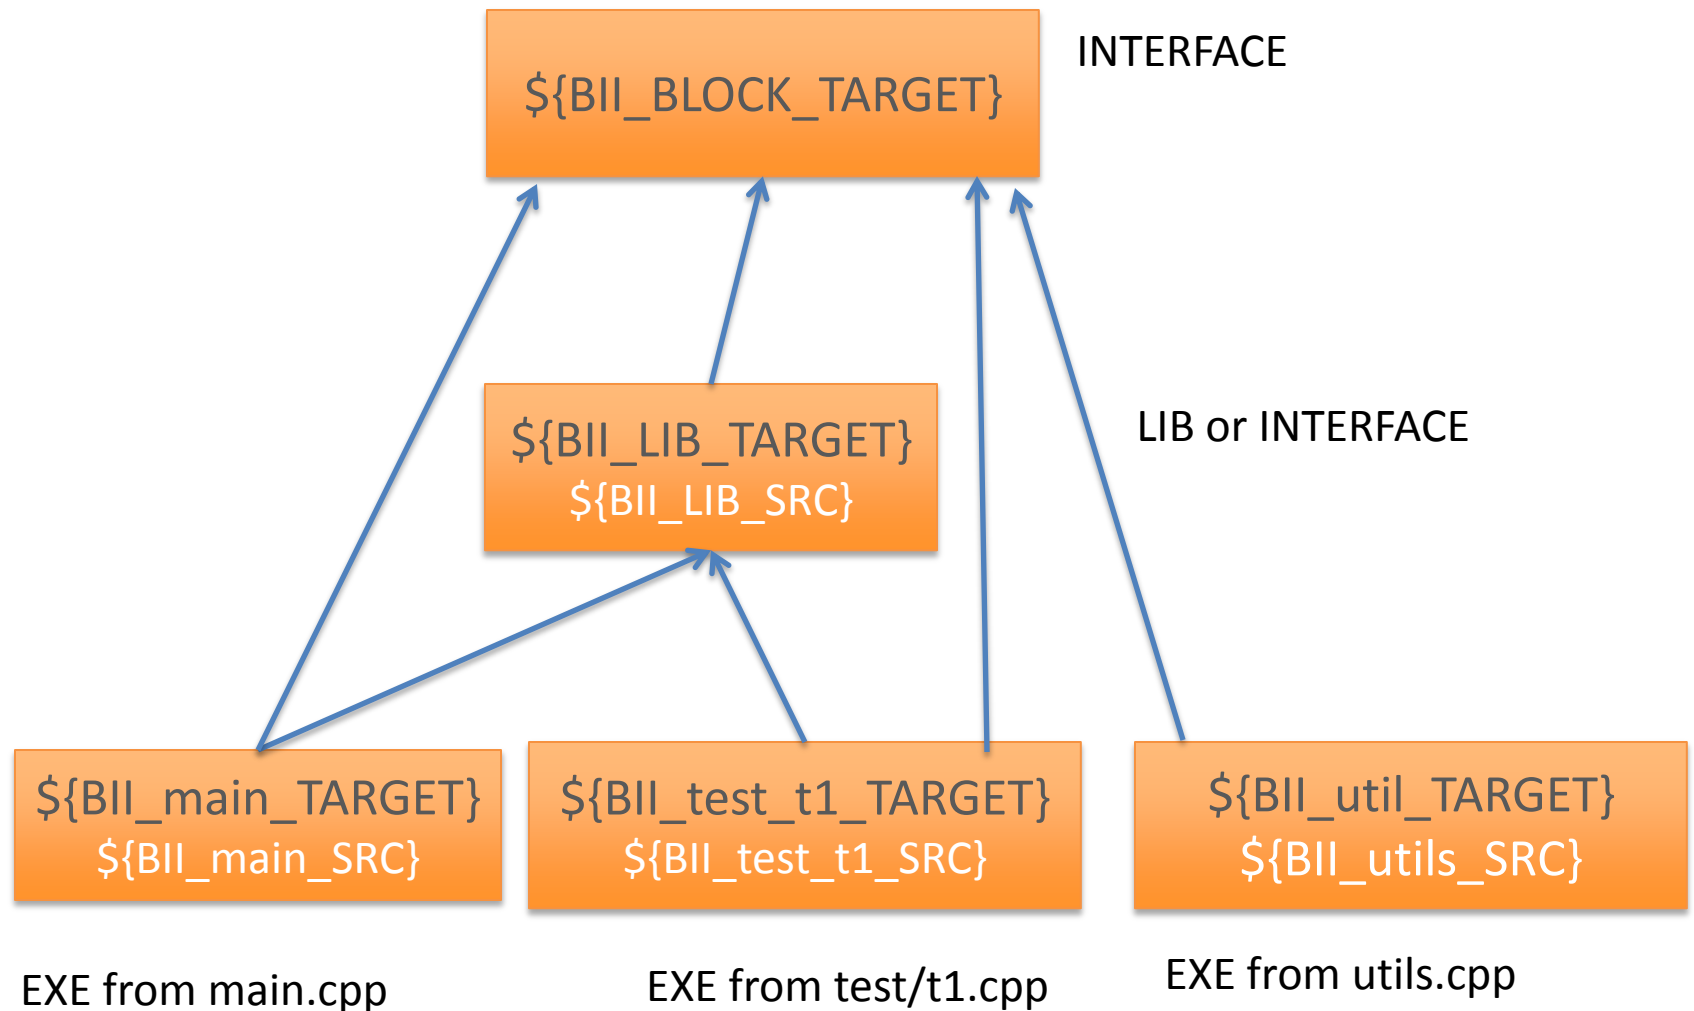 ${BII_BLOCK_TARGET}
INTERFACE
${BII_LIB_TARGET}
${BII_LIB_SRC}
LIB or INTERFACE
${BII_main_TARGET}
${BII_main_SRC}
${BII_test_t1_TARGET}
${BII_test_t1_SRC}
${BII_util_TARGET}
${BII_utils_SRC}
EXE from main.cpp
EXE from test/t1.cpp
EXE from utils.cpp